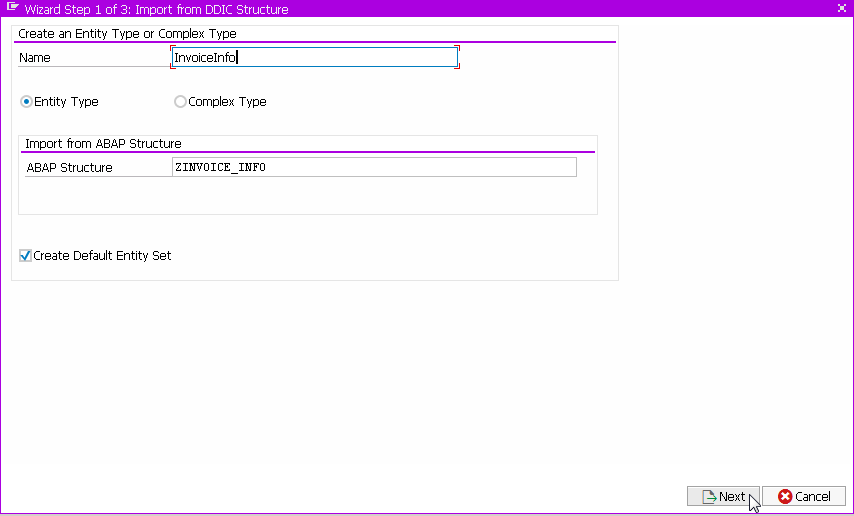 Wizard Step 1 of 3: Import from DDIC Structure
Create an Entity Type or Complex Type
Name InvoiceInfo
Entity Type Complex Type
Import from ABAP Structure
ABAP Structure ZINVOICE_INFO
Create Default Entity Set
Next Cancel